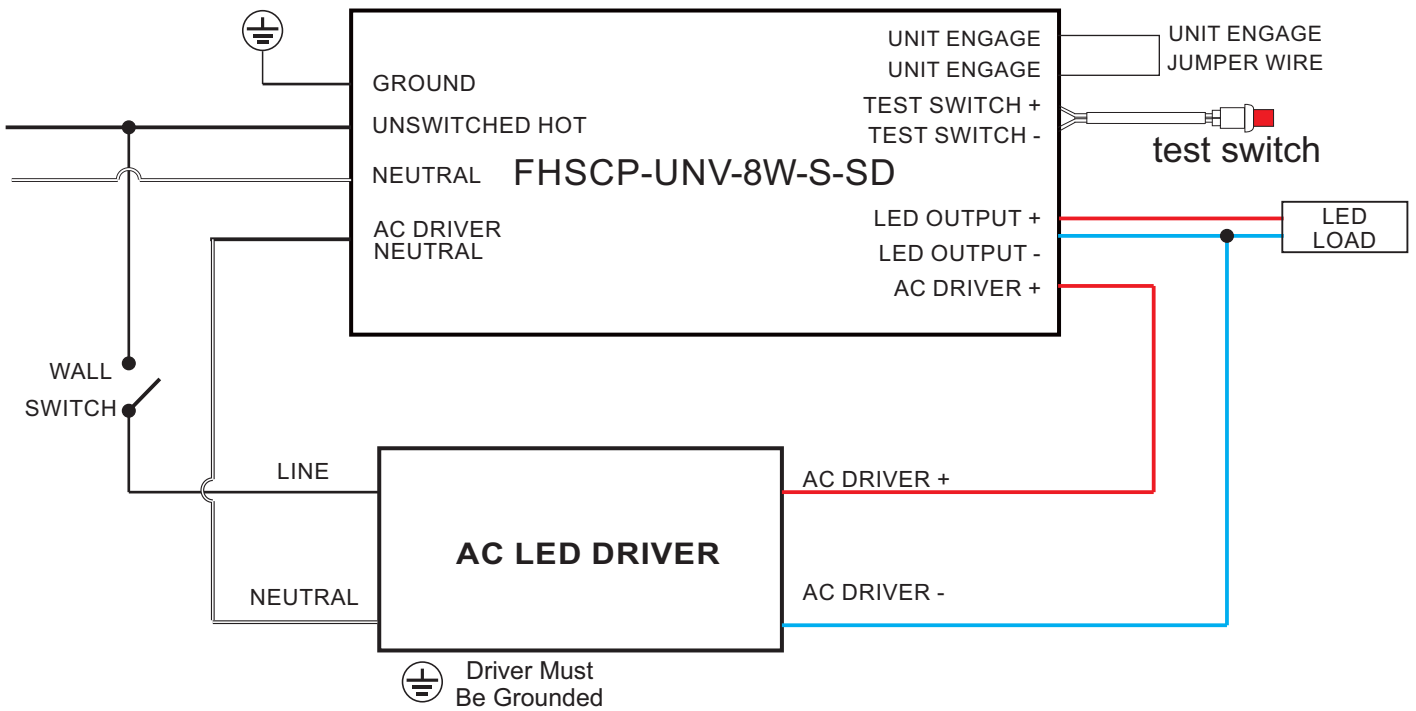 GROUND
UNSWITCHED HOT
NEUTRAL
AC DRIVER
NEUTRAL
FHSCP-UNV-8W-S-SD
UNIT ENGAGE
UNIT ENGAGE
TEST SWITCH +
TEST SWITCH -
LED OUTPUT +
LED OUTPUT -
AC DRIVER +
UNIT ENGAGE
JUMPER WIRE
test switch
LED
LOAD
WALL
SWITCH
LINE
NEUTRAL
AC LED DRIVER
AC DRIVER +
AC DRIVER -
Driver Must
Be Grounded